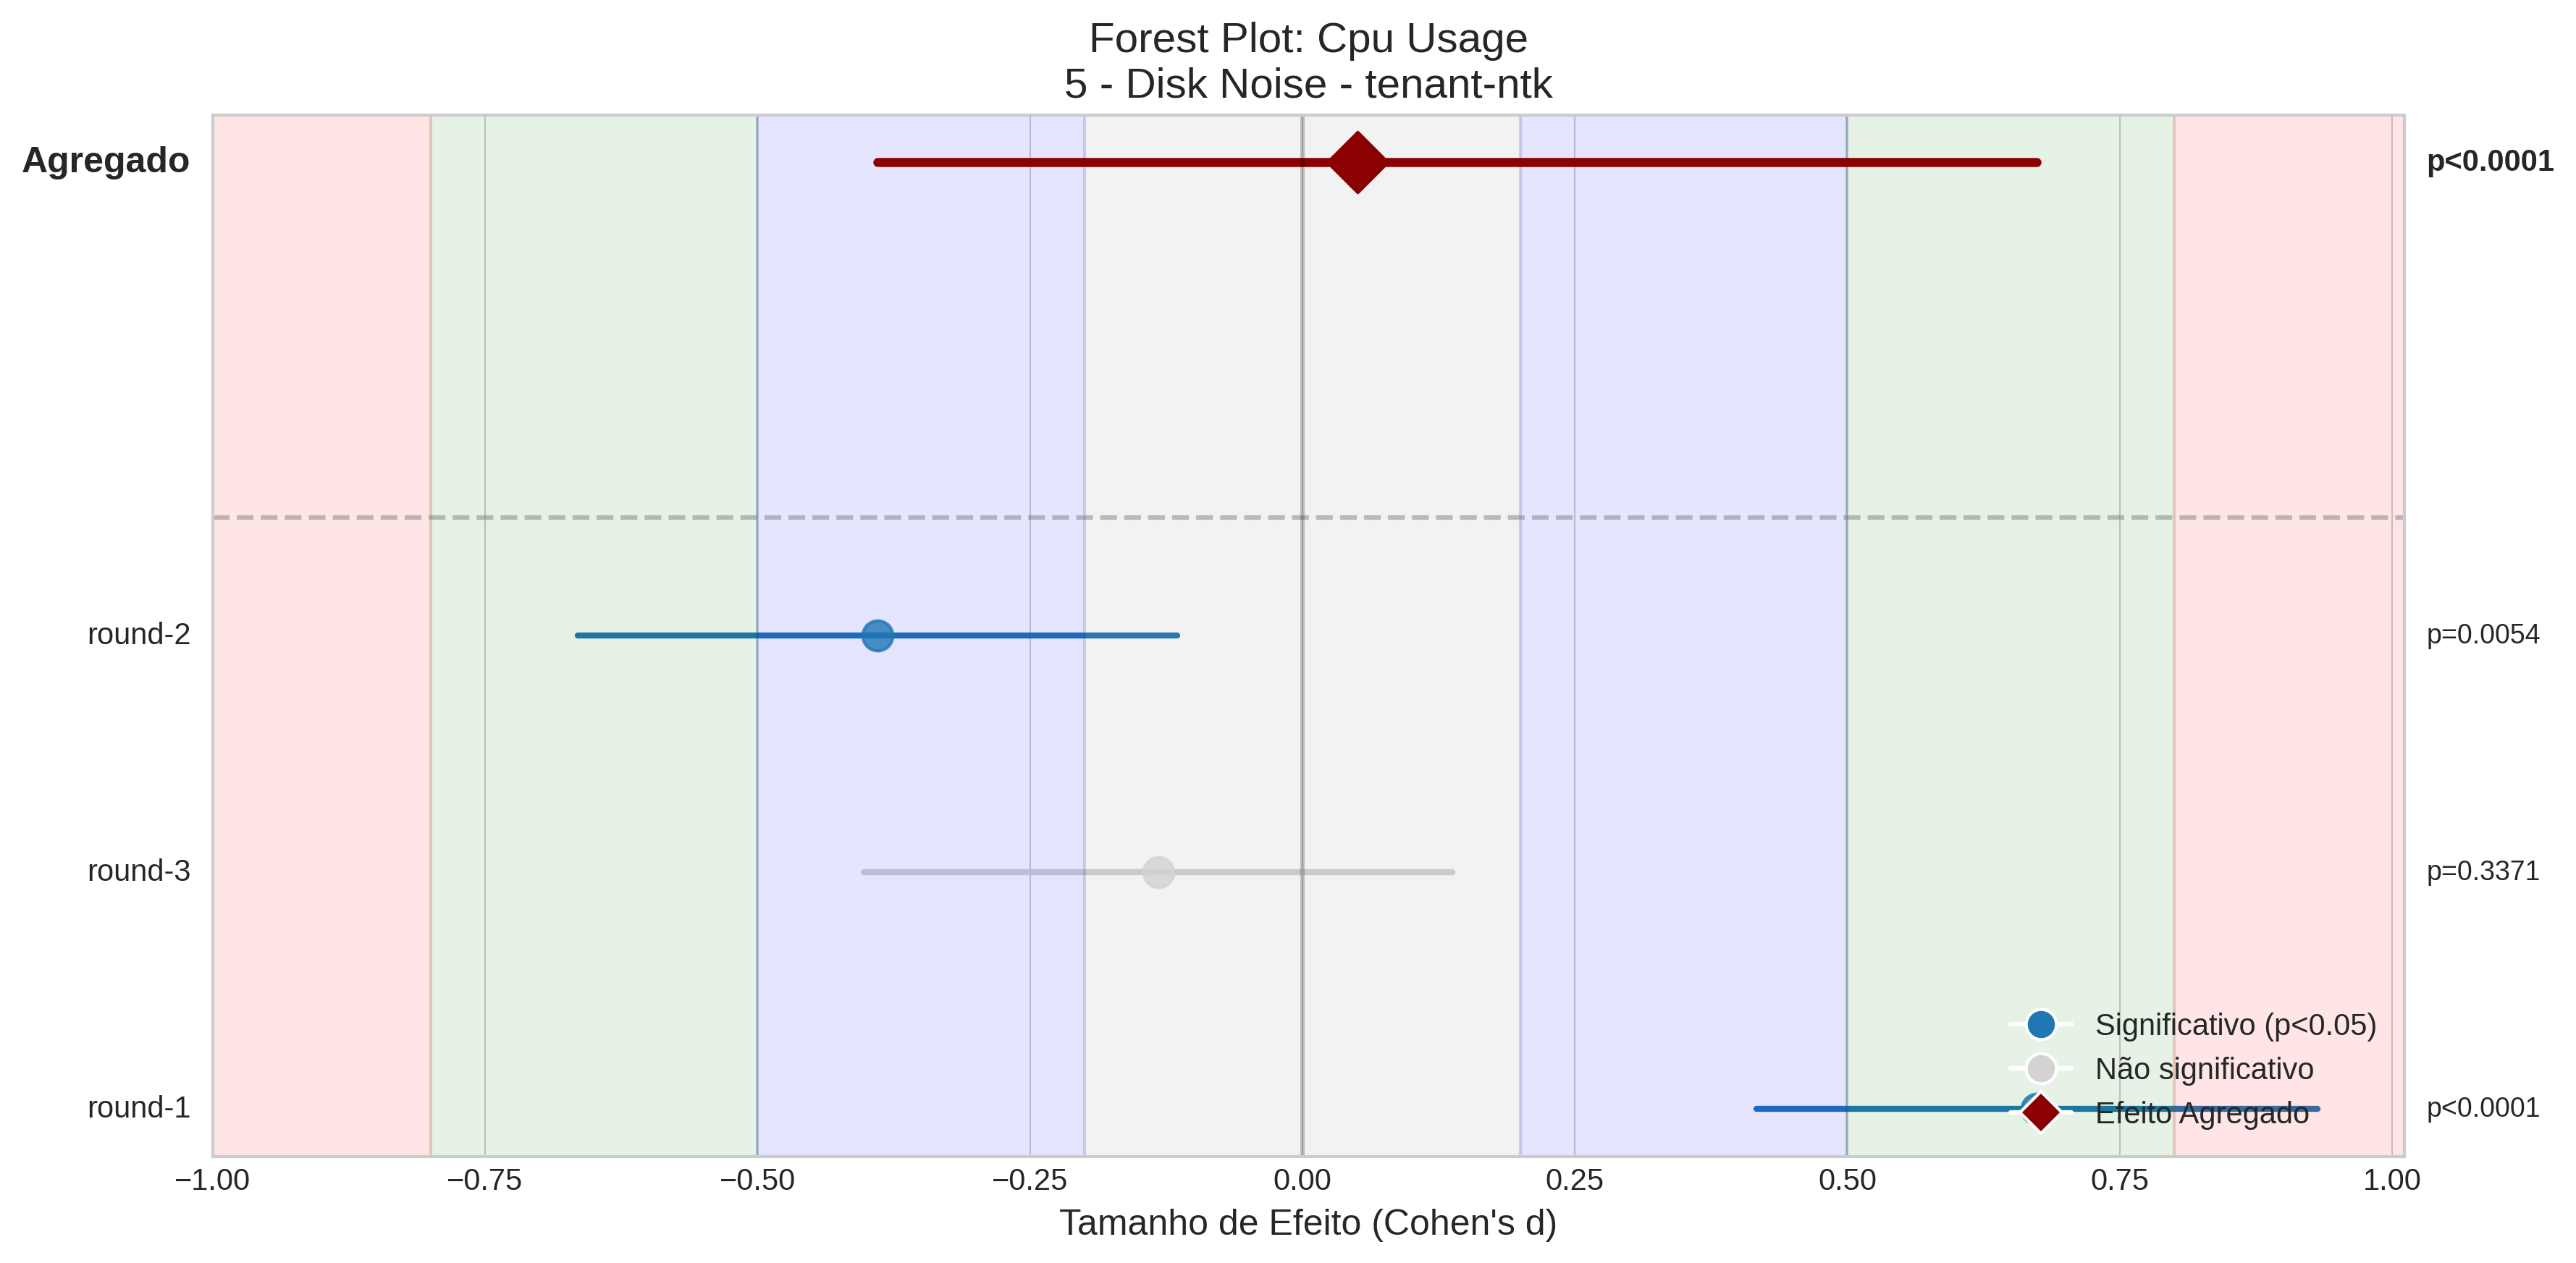 Forest Plot: Cpu Usage
5 - Disk Noise - tenant-ntk
Agregado
p<0.0001
round-2
p=0.0054
round-3
p=0.3371
Significativo (p<0.05)
Não significativo
Efeito Agregado
round-1
p<0.0001
−1.00
−0.75
−0.50
−0.25
0.00
0.25
0.50
0.75
1.00
Tamanho de Efeito (Cohen's d)